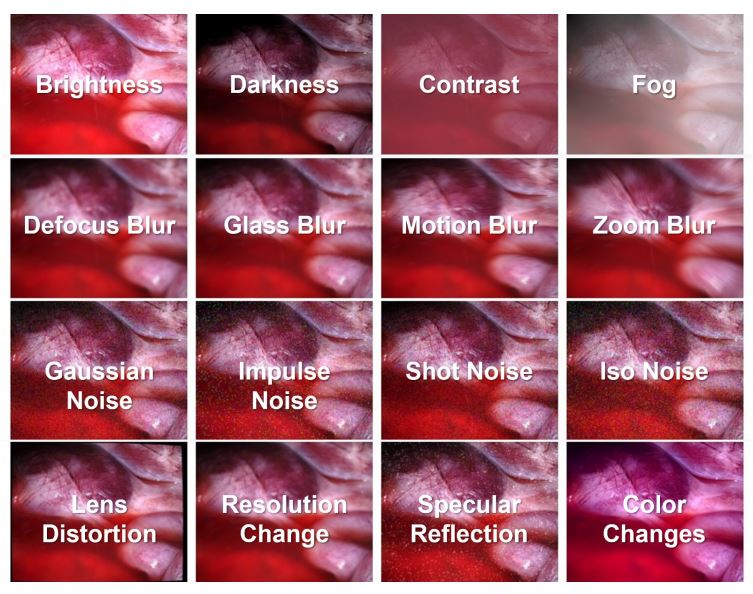 Brightness
Darkness
Contrast
Fog
Defocus Blur
Glass Blur
Motion Blur
Zoom Blur
Gaussian
Noise
Impulse
Noise
Shot Noise
Iso Noise
Lens
Distortion
Resolution
Change
Specular
Reflection
Color
Changes